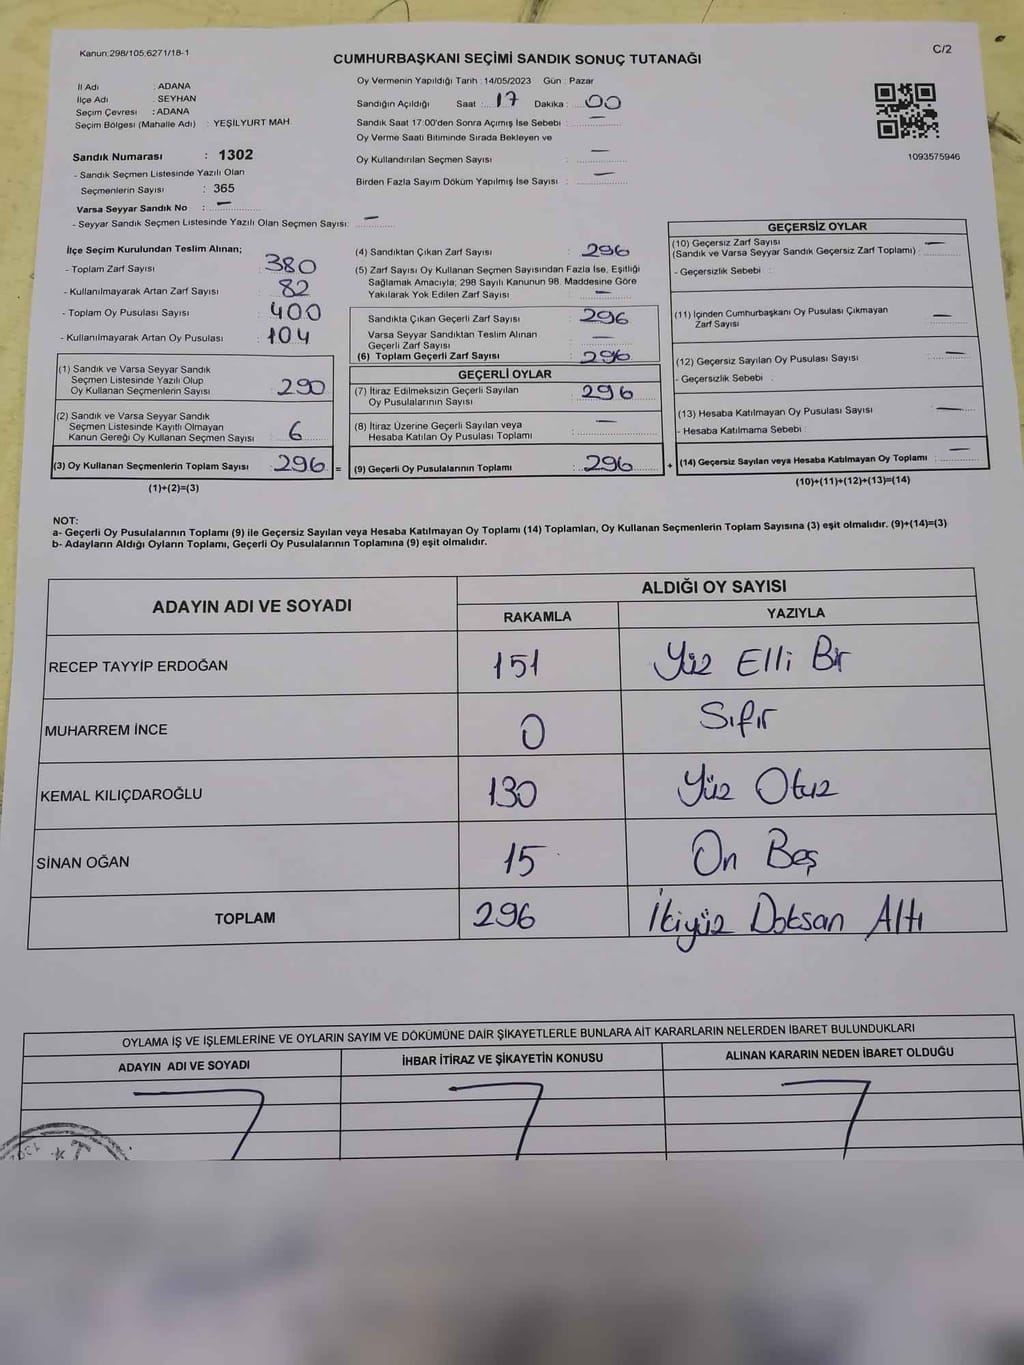 Kanun:298/105,6271/18-1
C/2
CUMHURBAŞKANI SEÇİMİ SANDIK SONUÇ TUTANAĞI
İl Adı : ADANA
İlçe Adı : SEYHAN
Seçim Çevresi : ADANA
Seçim Bölgesi (Mahalle Adı) : YEŞİLYURT MAH.
Sandık Numarası : 1302
- Sandık Seçmen Listesinde Yazılı Olan
Seçmenlerin Sayısı : 365
Varsa Seyyar Sandık No : —
- Seyyar Sandık Seçmen Listesinde Yazılı Olan Seçmen Sayısı: —
Oy Vermenin Yapıldığı Tarih : 14/05/2023 Gün : Pazar
Sandığın Açıldığı Saat : 17 Dakika : 00
Sandık Saat 17:00'den Sonra Açımış İse Sebebi : —
Oy Verme Saati Bitiminde Sırada Bekleyen ve
Oy Kullandırılan Seçmen Sayısı : —
Birden Fazla Sayım Döküm Yapılmış İse Sayısı : —
1093575946
İlçe Seçim Kurulundan Teslim Alınan;
- Toplam Zarf Sayısı : 380
- Kullanılmayarak Artan Zarf Sayısı : 82
- Toplam Oy Pusulası Sayısı : 400
- Kullanılmayarak Artan Oy Pusulası : 104
(1) Sandık ve Varsa Seyyar Sandık
Seçmen Listesinde Yazılı Olup
Oy Kullanan Seçmenlerin Sayısı : 290
(2) Sandık ve Varsa Seyyar Sandık
Seçmen Listesinde Kayıtlı Olmayan
Kanun Gereği Oy Kullanan Seçmen Sayısı : 6
(3) Oy Kullanan Seçmenlerin Toplam Sayısı : 296 =
(1)+(2)=(3)
(4) Sandıktan Çıkan Zarf Sayısı : 296
(5) Zarf Sayısı Oy Kullanan Seçmen Sayısından Fazla İse, Eşitliği
Sağlamak Amacıyla; 298 Sayılı Kanunun 98. Maddesine Göre
Yakılarak Yok Edilen Zarf Sayısı : —
Sandıkta Çıkan Geçerli Zarf Sayısı : 296
Varsa Seyyar Sandıktan Teslim Alınan
Geçerli Zarf Sayısı : —
(6) Toplam Geçerli Zarf Sayısı : 296
GEÇERLİ OYLAR
(7) İtiraz Edilmeksizin Geçerli Sayılan
Oy Pusulalarının Sayısı : 296
(8) İtiraz Üzerine Geçerli Sayılan veya
Hesaba Katılan Oy Pusulası Toplamı : —
(9) Geçerli Oy Pusulalarının Toplamı : 296 +
GEÇERSİZ OYLAR
(10) Geçersiz Zarf Sayısı
(Sandık ve Varsa Seyyar Sandık Geçersiz Zarf Toplamı) : —
- Geçersizlik Sebebi :
(11) İçinden Cumhurbaşkanı Oy Pusulası Çıkmayan
Zarf Sayısı : —
(12) Geçersiz Sayılan Oy Pusulası Sayısı : —
- Geçersizlik Sebebi :
(13) Hesaba Katılmayan Oy Pusulası Sayısı : —
- Hesaba Katılmama Sebebi :
(14) Geçersiz Sayılan veya Hesaba Katılmayan Oy Toplamı : —
(10)+(11)+(12)+(13)=(14)
NOT:
a- Geçerli Oy Pusulalarının Toplamı (9) ile Geçersiz Sayılan veya Hesaba Katılmayan Oy Toplamı (14) Toplamları, Oy Kullanan Seçmenlerin Toplam Sayısına (3) eşit olmalıdır. (9)+(14)=(3)
b- Adayların Aldığı Oyların Toplamı, Geçerli Oy Pusulalarının Toplamına (9) eşit olmalıdır.
ADAYIN ADI VE SOYADI
ALDIĞI OY SAYISI
RAKAMLA YAZIYLA
RECEP TAYYİP ERDOĞAN 151 Yüz Elli Bir
MUHARREM İNCE 0 Sıfır
KEMAL KILIÇDAROĞLU 130 Yüz Otuz
SİNAN OĞAN 15 On Beş
TOPLAM 296 İkiyüz Doksan Altı
OYLAMA İŞ VE İŞLEMLERİNE VE OYLARIN SAYIM VE DÖKÜMÜNE DAİR ŞİKAYETLERLE BUNLARA AİT KARARLARIN NELERDEN İBARET BULUNDUKLARI
ADAYIN ADI VE SOYADI İHBAR İTİRAZ VE ŞİKAYETİN KONUSU ALINAN KARARIN NEDEN İBARET OLDUĞU